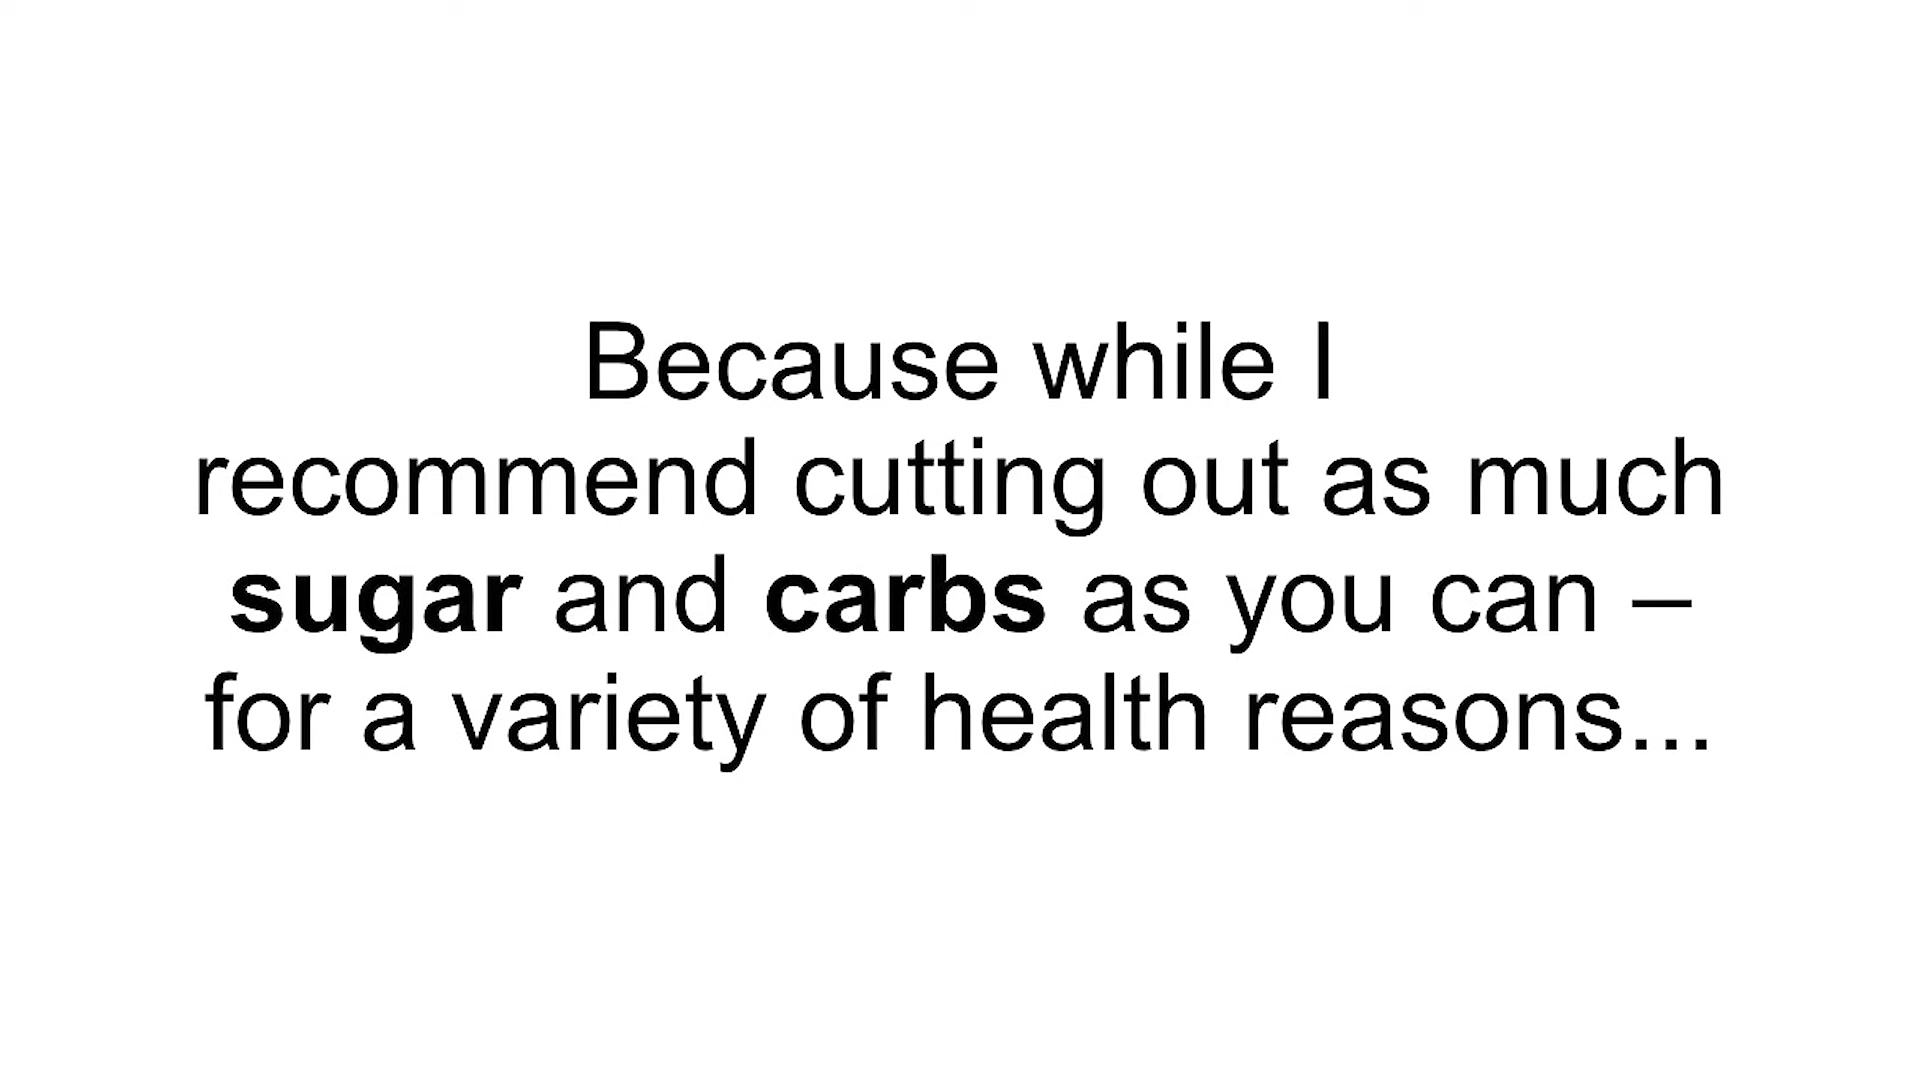 Because while I
recommend cutting out as much
sugar and carbs as you can –
for a variety of health reasons...